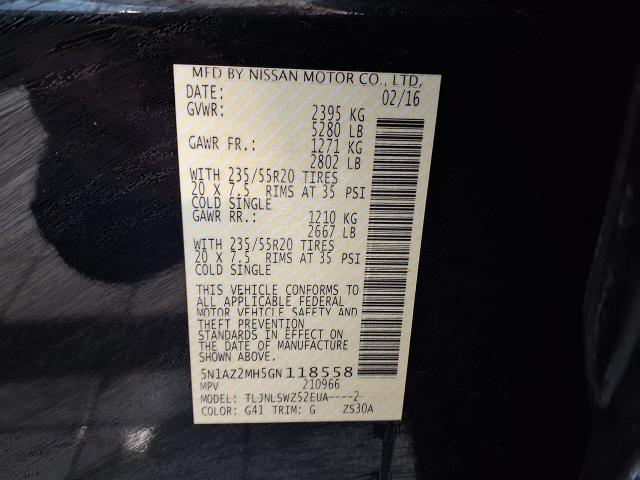 MFD BY NISSAN MOTOR CO., LTD.
DATE: 02/16
GVWR: 2395 KG
5280 LB
GAWR FR.: 1271 KG
2802 LB
WITH 235/55R20 TIRES
20 X 7.5 RIMS AT 35 PSI
COLD SINGLE
GAWR RR.: 1210 KG
2667 LB
WITH 235/55R20 TIRES
20 X 7.5 RIMS AT 35 PSI
COLD SINGLE
THIS VEHICLE CONFORMS TO
ALL APPLICABLE FEDERAL
MOTOR VEHICLE SAFETY AND
THEFT PREVENTION
STANDARDS IN EFFECT ON
THE DATE OF MANUFACTURE
SHOWN ABOVE.
5N1AZ2MH5GN118558
MPV 210966
MODEL: TLJNLSWZ52EUA----2
COLOR: G41 TRIM: G ZS30A